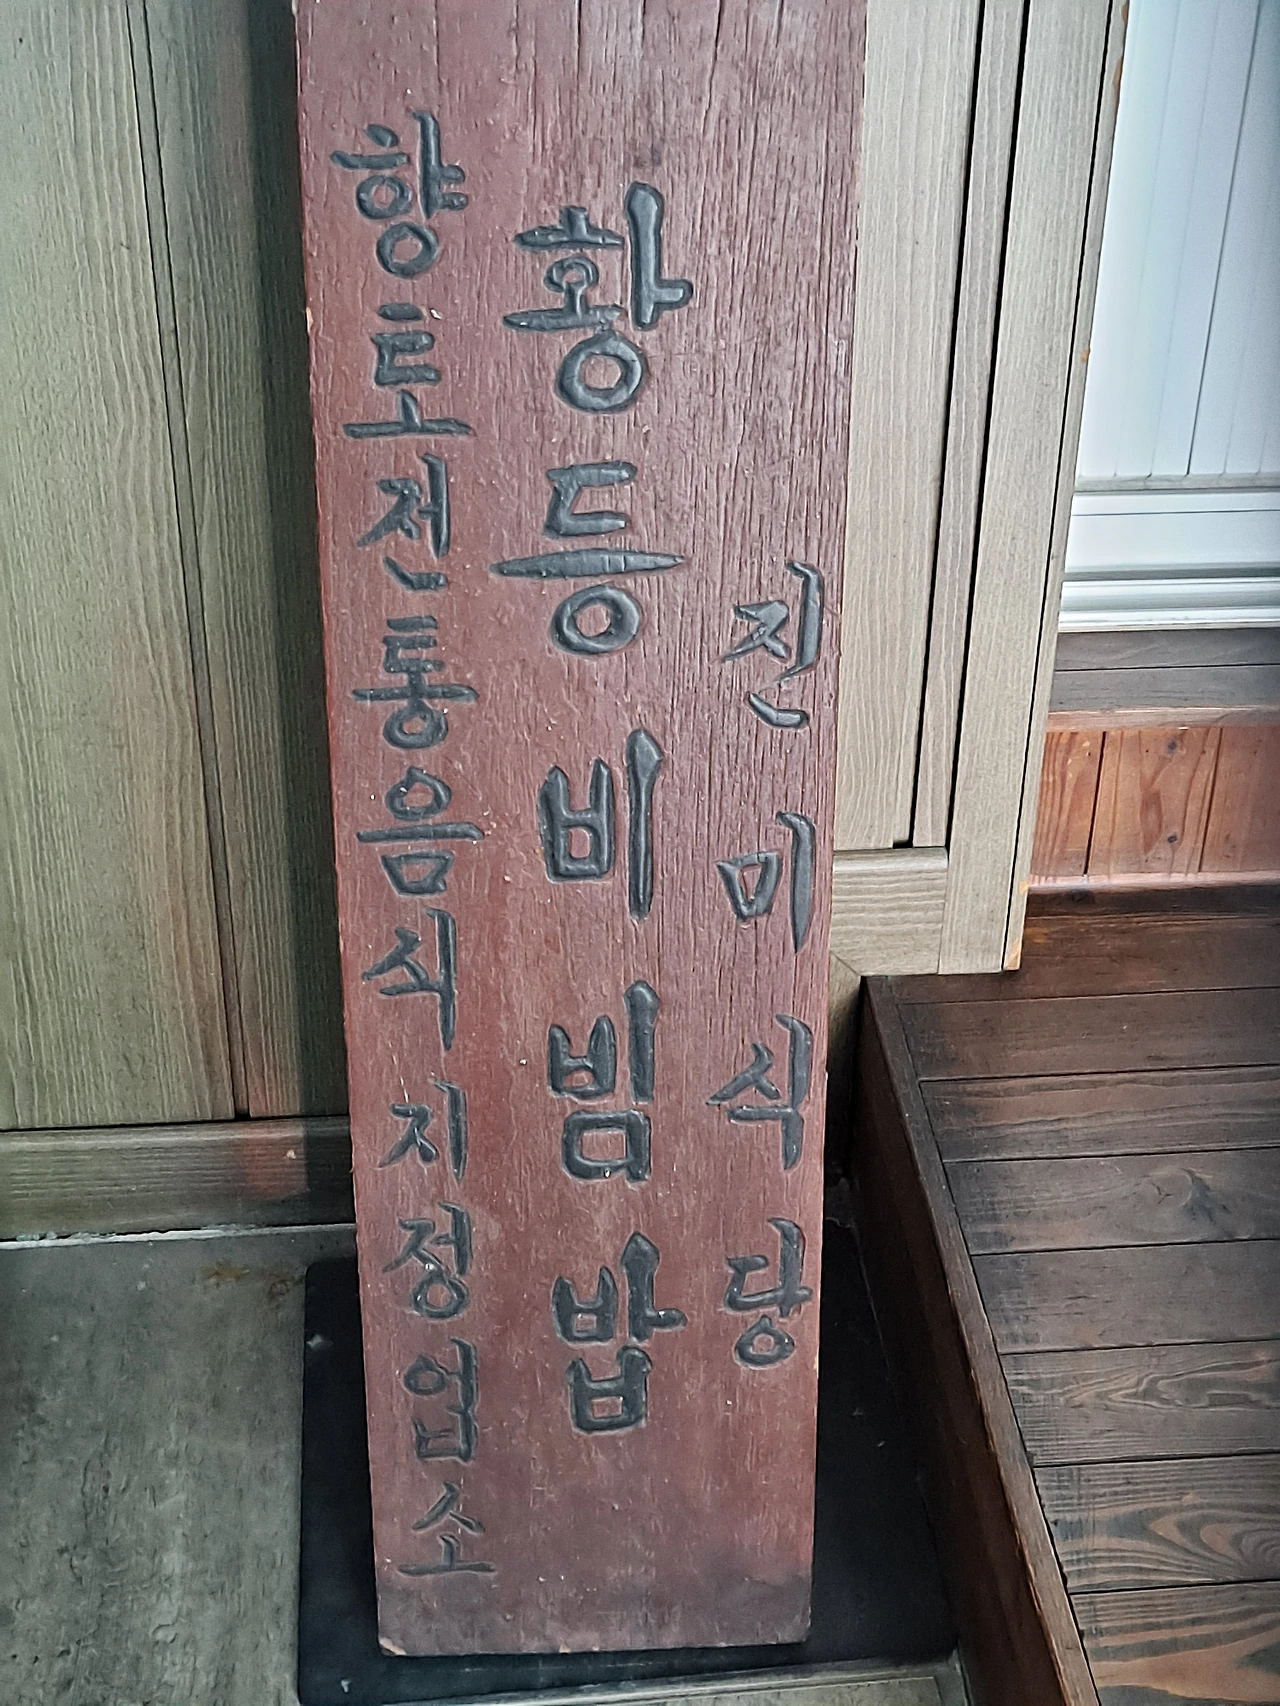 향토전통음식 지정업소
황등비빔밥
진미식당